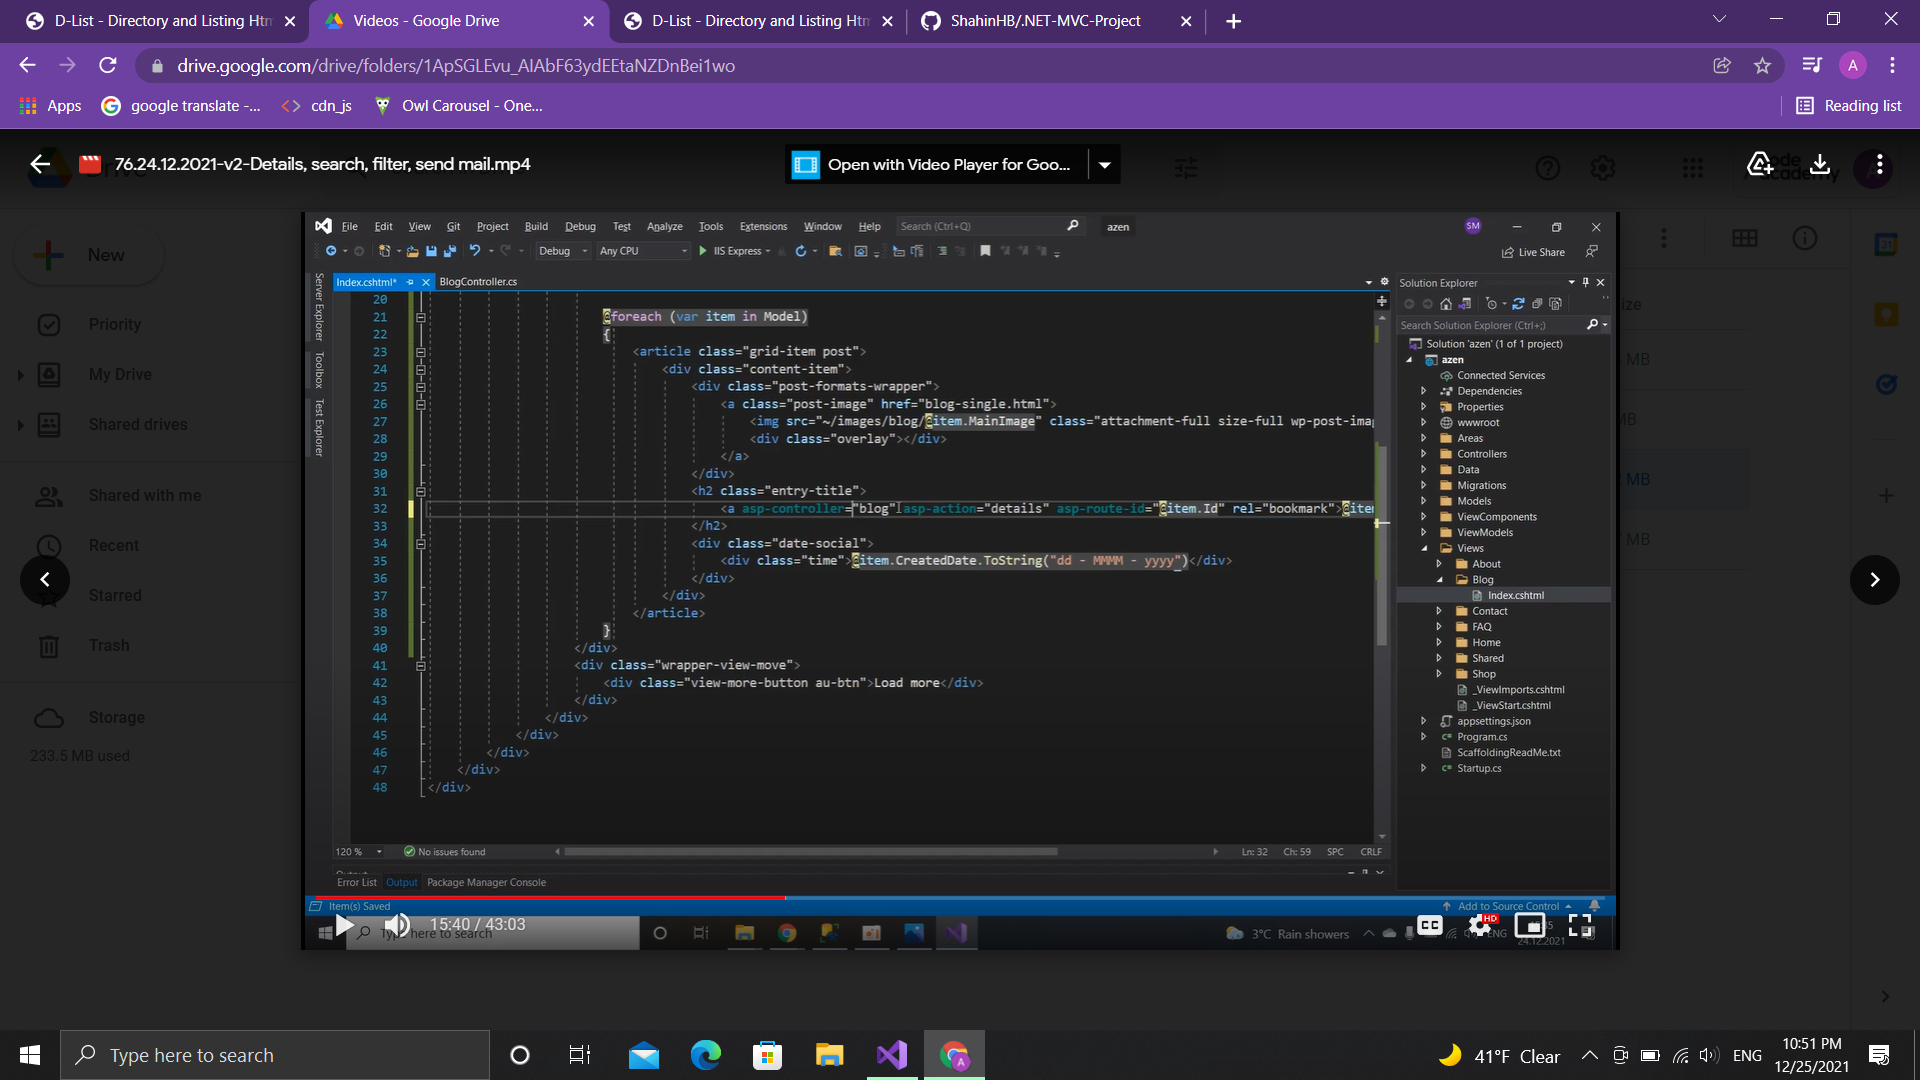 D-List - Directory and Listing Htm
Videos - Google Drive
D-List - Directory and Listing Htm
ShahinHB/.NET-MVC-Project
drive.google.com/drive/folders/1ApSGLEvu_AIAbF63ydEEtaNZDnBei1wo
A
Apps
google translate -...
cdn_js
Owl Carousel - One...
Reading list
76.24.12.2021-v2-Details, search, filter, send mail.mp4
Open with Video Player for Goo...
New
Priority
My Drive
Shared drives
Shared with me
Recent
Starred
Trash
Storage
233.5 MB used
File Edit View Git Project Build Debug Test Analyze Tools Extensions Window Help Search (Ctrl+Q) azen SM
Debug Any CPU IIS Express Live Share
Server Explorer
Toolbox
Test Explorer
Index.cshtml* BlogController.cs
20
21 @foreach (var item in Model)
22 {
23 <article class="grid-item post">
24 <div class="content-item">
25 <div class="post-formats-wrapper">
26 <a class="post-image" href="blog-single.html">
27 <img src="~/images/blog/@item.MainImage" class="attachment-full size-full wp-post-imag
28 <div class="overlay"></div>
29 </a>
30 </div>
31 <h2 class="entry-title">
32 <a asp-controller="blog" asp-action="details" asp-route-id="@item.Id" rel="bookmark">@item
33 </h2>
34 <div class="date-social">
35 <div class="time">@item.CreatedDate.ToString("dd - MMMM - yyyy")</div>
36 </div>
37 </div>
38 </article>
39 }
40 </div>
41 <div class="wrapper-view-move">
42 <div class="view-more-button au-btn">Load more</div>
43 </div>
44 </div>
45 </div>
46 </div>
47 </div>
48 </div>
120 % No issues found Ln: 32 Ch: 59 SPC CRLF
Error List Output Package Manager Console
Item(s) Saved
Add to Source Control
Solution Explorer
Search Solution Explorer (Ctrl+;)
Solution 'azen' (1 of 1 project)
azen
Connected Services
Dependencies
Properties
wwwroot
Areas
Controllers
Data
Migrations
Models
ViewComponents
ViewModels
Views
About
Blog
Index.cshtml
Contact
FAQ
Home
Shared
Shop
_ViewImports.cshtml
_ViewStart.cshtml
appsettings.json
Program.cs
ScaffoldingReadMe.txt
Startup.cs
15:40 / 43:03
Type here to search
3°C Rain showers
ENG
24.12.2021
CC
HD
Type here to search
41°F Clear
ENG
10:51 PM
12/25/2021